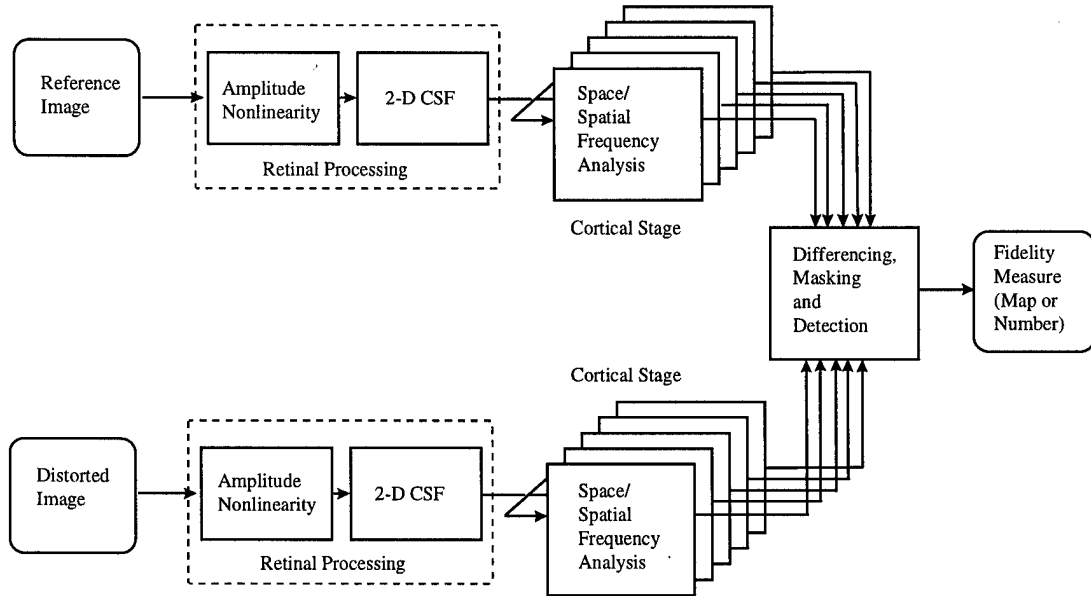 Reference
Image
Amplitude
Nonlinearity
2-D CSF
Retinal Processing
Space/
Spatial
Frequency
Analysis
Cortical Stage
Differencing,
Masking
and
Detection
Fidelity
Measure
(Map or
Number)
Cortical Stage
Distorted
Image
Amplitude
Nonlinearity
2-D CSF
Retinal Processing
Space/
Spatial
Frequency
Analysis